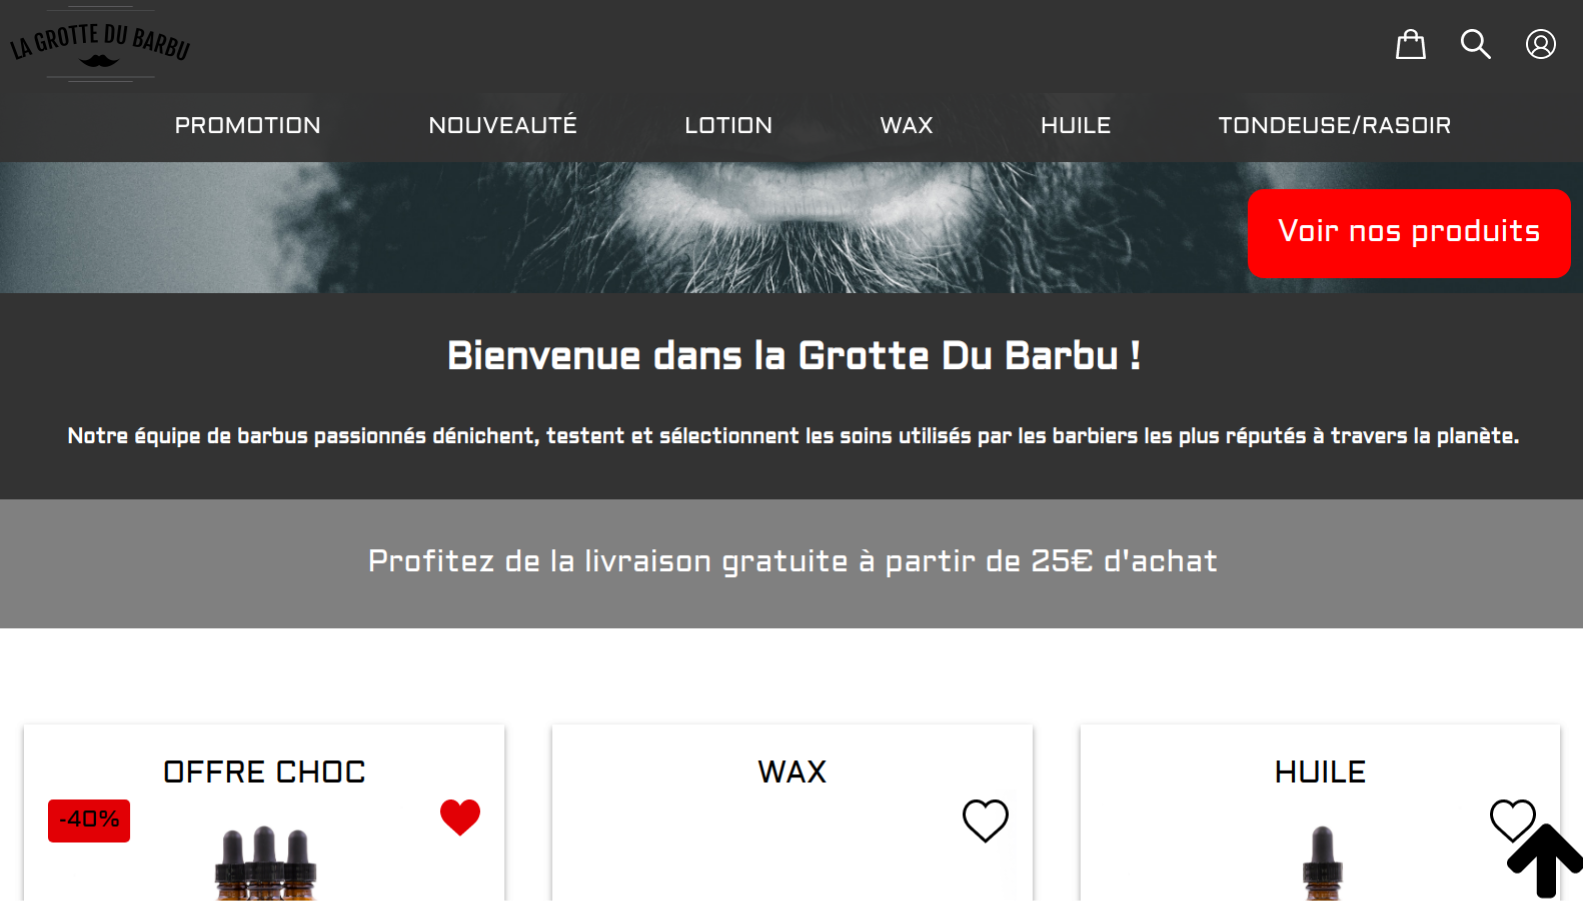 LA GROTTE DU BARBU
PROMOTION NOUVEAUTÉ LOTION WAX HUILE TONDEUSE/RASOIR
Voir nos produits
Bienvenue dans la Grotte Du Barbu !
Notre équipe de barbus passionnés dénichent, testent et sélectionnent les soins utilisés par les barbiers les plus réputés à travers la planète.
Profitez de la livraison gratuite à partir de 25€ d'achat
OFFRE CHOC
-40%
WAX
HUILE